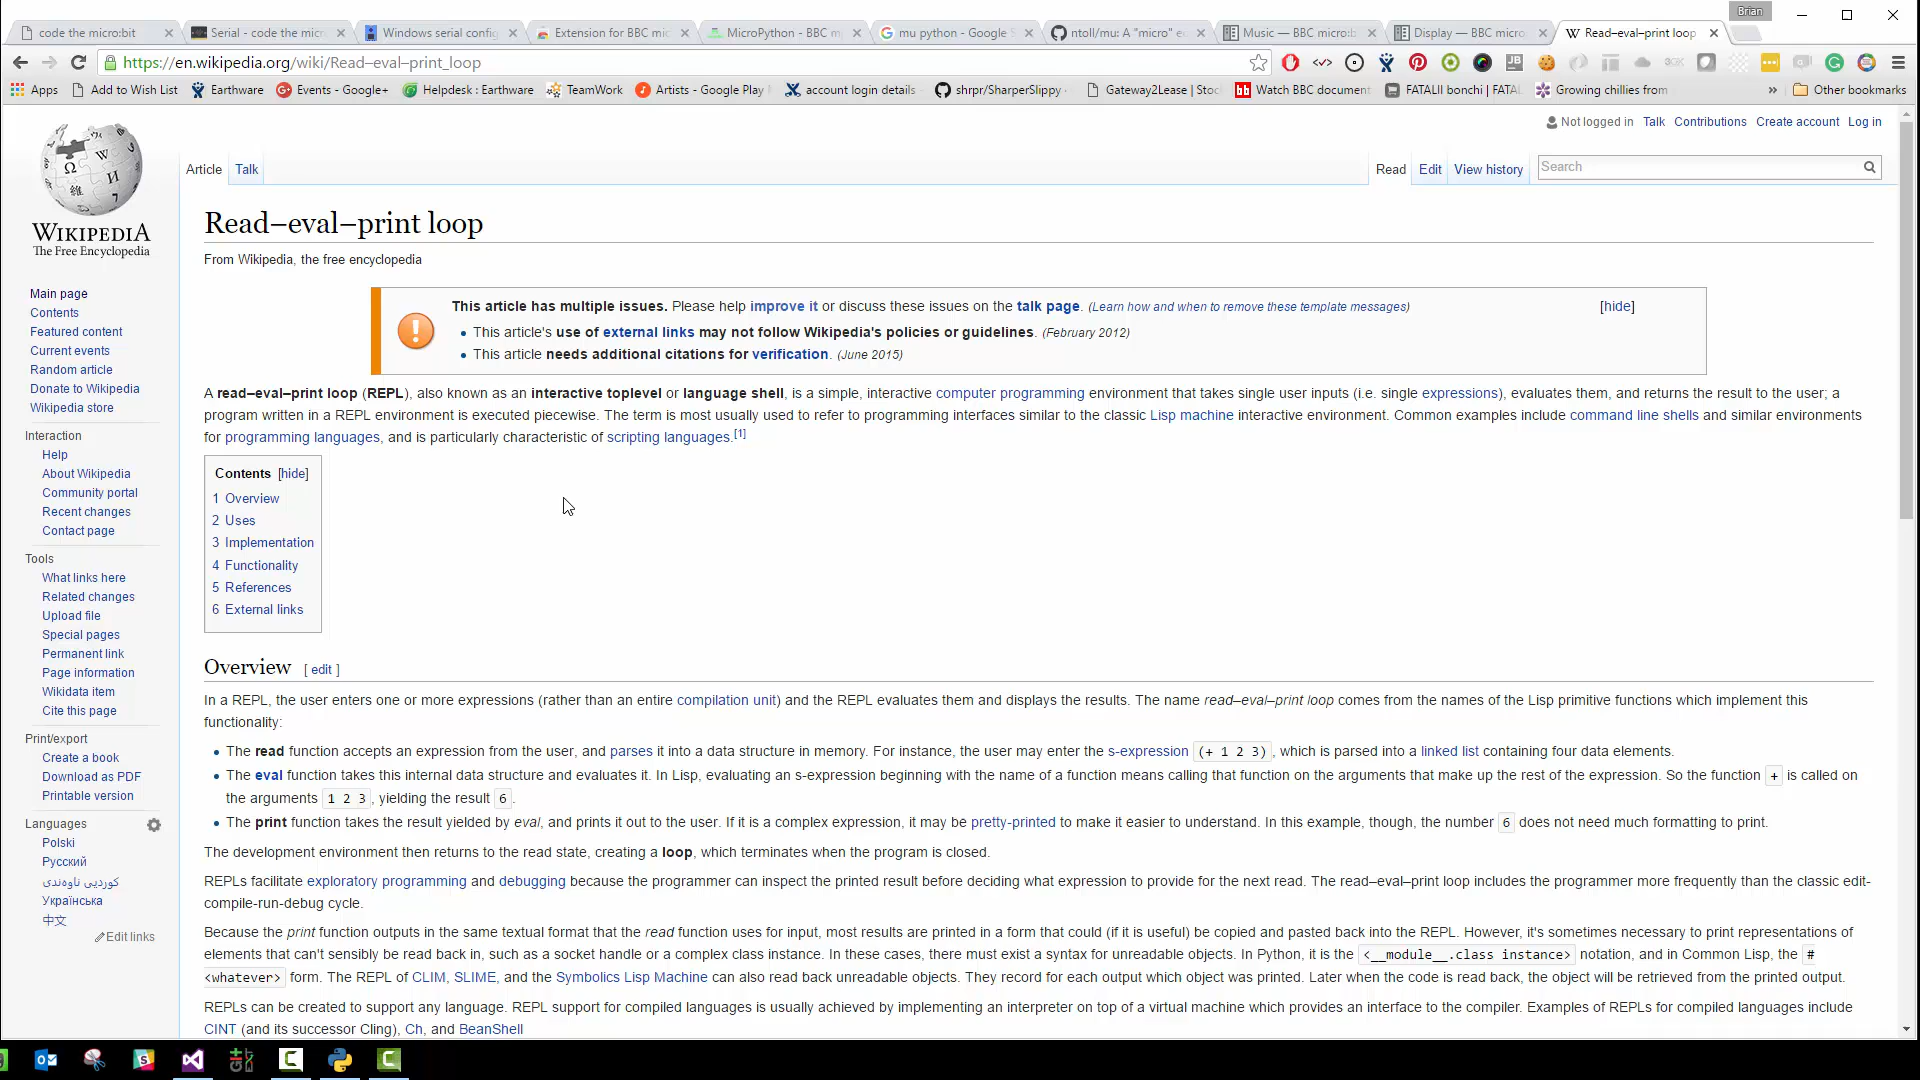 Brian
code the micro:bit
Serial - code the micr
Windows serial config
Extension for BBC mic
MicroPython - BBC m
mu python - Google S
ntoll/mu: A "micro" e
Music — BBC micro:b
Display — BBC micro
Read–eval–print loop
https://en.wikipedia.org/wiki/Read–eval–print_loop
Apps
Add to Wish List
Earthware
Events - Google+
Helpdesk : Earthware
TeamWork
Artists - Google Play
account login details
shrpr/SharperSlippy
Gateway2Lease | Stoc
Watch BBC document
FATALII bonchi | FATAL
Growing chillies from
»
Other bookmarks
Not logged in Talk Contributions Create account Log in
WIKIPEDIA
The Free Encyclopedia
Article Talk
Read Edit View history
Search
Main page
Contents
Featured content
Current events
Random article
Donate to Wikipedia
Wikipedia store
Interaction
Help
About Wikipedia
Community portal
Recent changes
Contact page
Tools
What links here
Related changes
Upload file
Special pages
Permanent link
Page information
Wikidata item
Cite this page
Print/export
Create a book
Download as PDF
Printable version
Languages
Polski
Русский
کوردیی ناوەندی
Українська
中文
Edit links
Read–eval–print loop
From Wikipedia, the free encyclopedia
This article has multiple issues. Please help improve it or discuss these issues on the talk page. (Learn how and when to remove these template messages) [hide]
• This article's use of external links may not follow Wikipedia's policies or guidelines. (February 2012)
• This article needs additional citations for verification. (June 2015)
A read–eval–print loop (REPL), also known as an interactive toplevel or language shell, is a simple, interactive computer programming environment that takes single user inputs (i.e. single expressions), evaluates them, and returns the result to the user; a
program written in a REPL environment is executed piecewise. The term is most usually used to refer to programming interfaces similar to the classic Lisp machine interactive environment. Common examples include command line shells and similar environments
for programming languages, and is particularly characteristic of scripting languages.[1]
Contents [hide]
1 Overview
2 Uses
3 Implementation
4 Functionality
5 References
6 External links
Overview [ edit ]
In a REPL, the user enters one or more expressions (rather than an entire compilation unit) and the REPL evaluates them and displays the results. The name read–eval–print loop comes from the names of the Lisp primitive functions which implement this
functionality:
• The read function accepts an expression from the user, and parses it into a data structure in memory. For instance, the user may enter the s-expression (+ 1 2 3), which is parsed into a linked list containing four data elements.
• The eval function takes this internal data structure and evaluates it. In Lisp, evaluating an s-expression beginning with the name of a function means calling that function on the arguments that make up the rest of the expression. So the function + is called on
the arguments 1 2 3, yielding the result 6.
• The print function takes the result yielded by eval, and prints it out to the user. If it is a complex expression, it may be pretty-printed to make it easier to understand. In this example, though, the number 6 does not need much formatting to print.
The development environment then returns to the read state, creating a loop, which terminates when the program is closed.
REPLs facilitate exploratory programming and debugging because the programmer can inspect the printed result before deciding what expression to provide for the next read. The read–eval–print loop includes the programmer more frequently than the classic edit-
compile-run-debug cycle.
Because the print function outputs in the same textual format that the read function uses for input, most results are printed in a form that could (if it is useful) be copied and pasted back into the REPL. However, it's sometimes necessary to print representations of
elements that can't sensibly be read back in, such as a socket handle or a complex class instance. In these cases, there must exist a syntax for unreadable objects. In Python, it is the <__module__.class instance> notation, and in Common Lisp, the #
<whatever> form. The REPL of CLIM, SLIME, and the Symbolics Lisp Machine can also read back unreadable objects. They record for each output which object was printed. Later when the code is read back, the object will be retrieved from the printed output.
REPLs can be created to support any language. REPL support for compiled languages is usually achieved by implementing an interpreter on top of a virtual machine which provides an interface to the compiler. Examples of REPLs for compiled languages include
CINT (and its successor Cling), Ch, and BeanShell